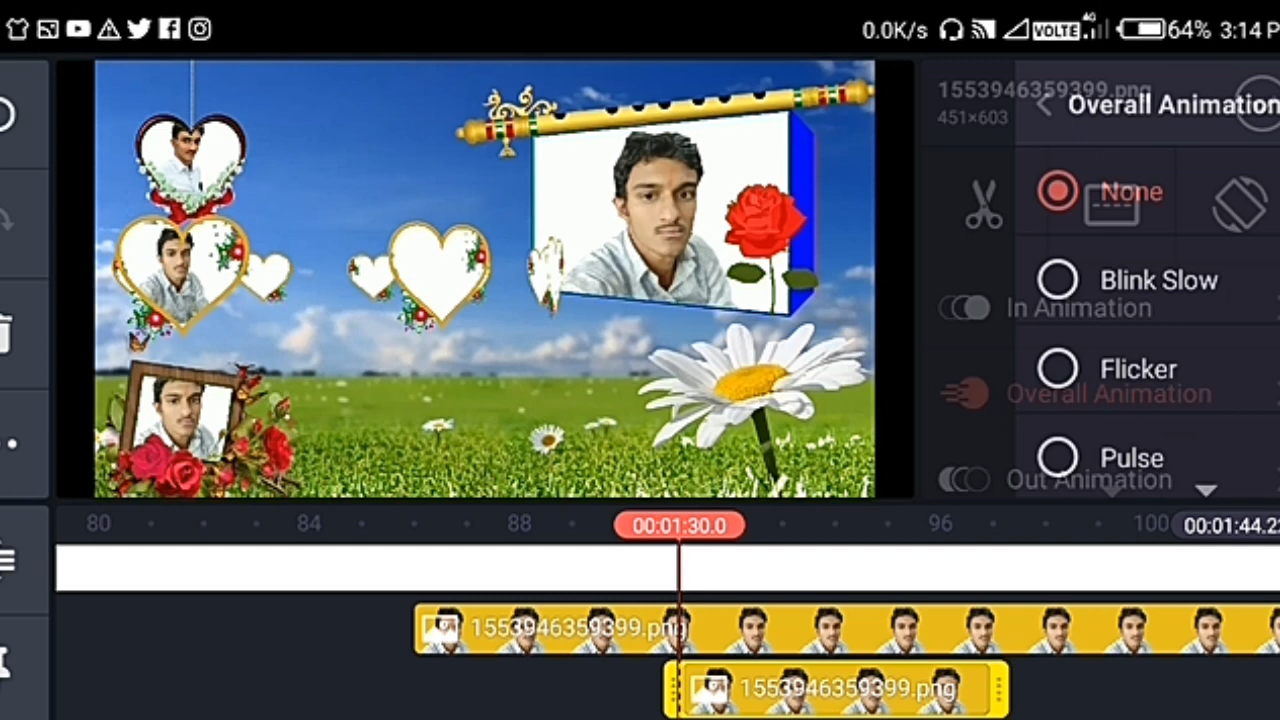 0.0K/s VOLTE 4G 64% 3:14 P
1553946359399.png
451×603
Overall Animation
None
Blink Slow
In Animation
Flicker
Overall Animation
Pulse
Out Animation
80 84 88 00:01:30.0 96 100 00:01:44.2
1553946359399.png
1553946359399.png